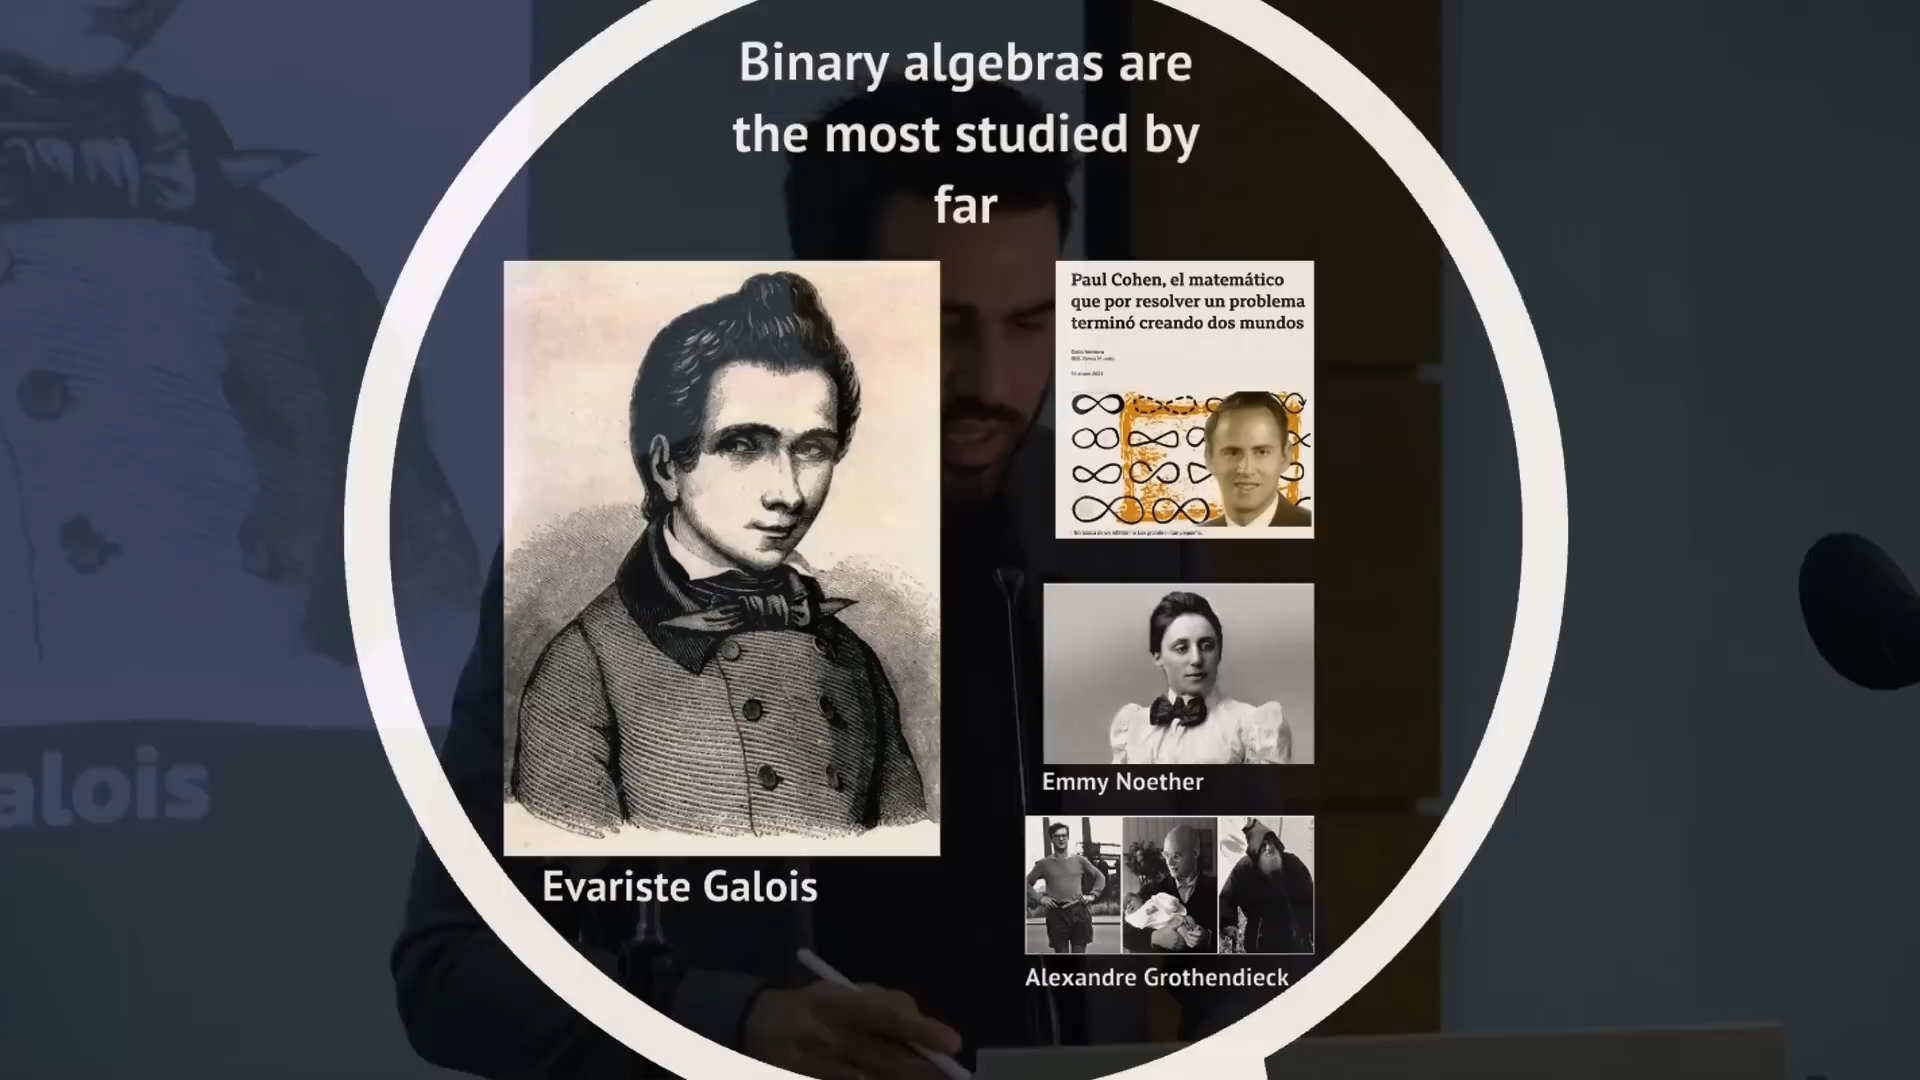 Binary algebras are
the most studied by
far
Paul Cohen, el matemático
que por resolver un problema
terminó creando dos mundos
Evariste Galois
Emmy Noether
Alexandre Grothendieck
alois